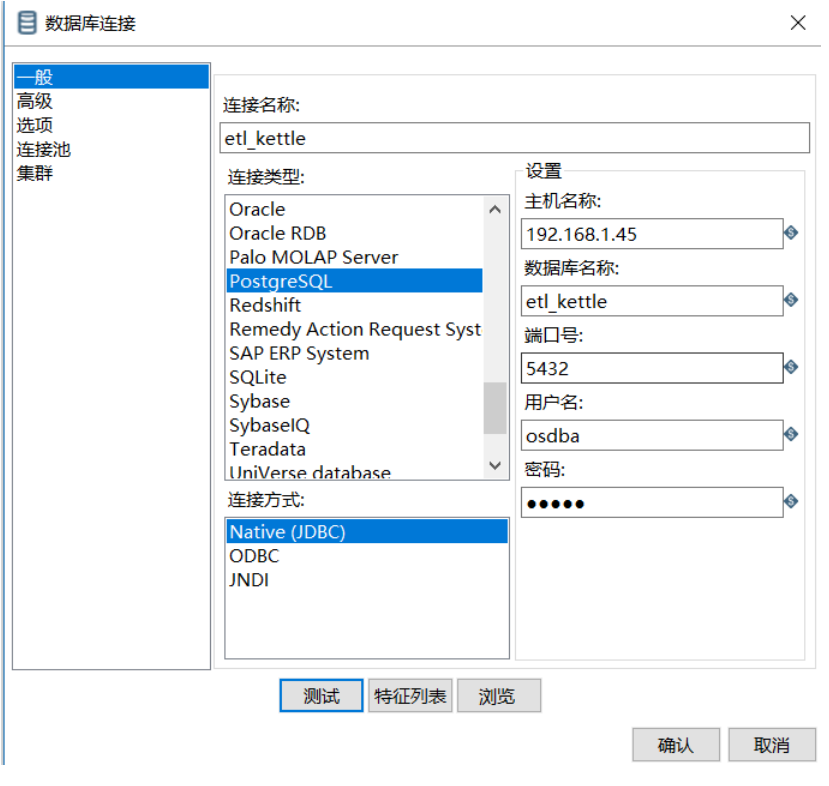 数据库连接
一般
高级
选项
连接池
集群
连接名称:
etl_kettle
连接类型:
Oracle
Oracle RDB
Palo MOLAP Server
PostgreSQL
Redshift
Remedy Action Request Syst
SAP ERP System
SQLite
Sybase
SybaseIQ
Teradata
UniVerse database
连接方式:
Native (JDBC)
ODBC
JNDI
设置
主机名称:
192.168.1.45
数据库名称:
etl_kettle
端口号:
5432
用户名:
osdba
密码:
●●●●●
测试
特征列表
浏览
确认
取消